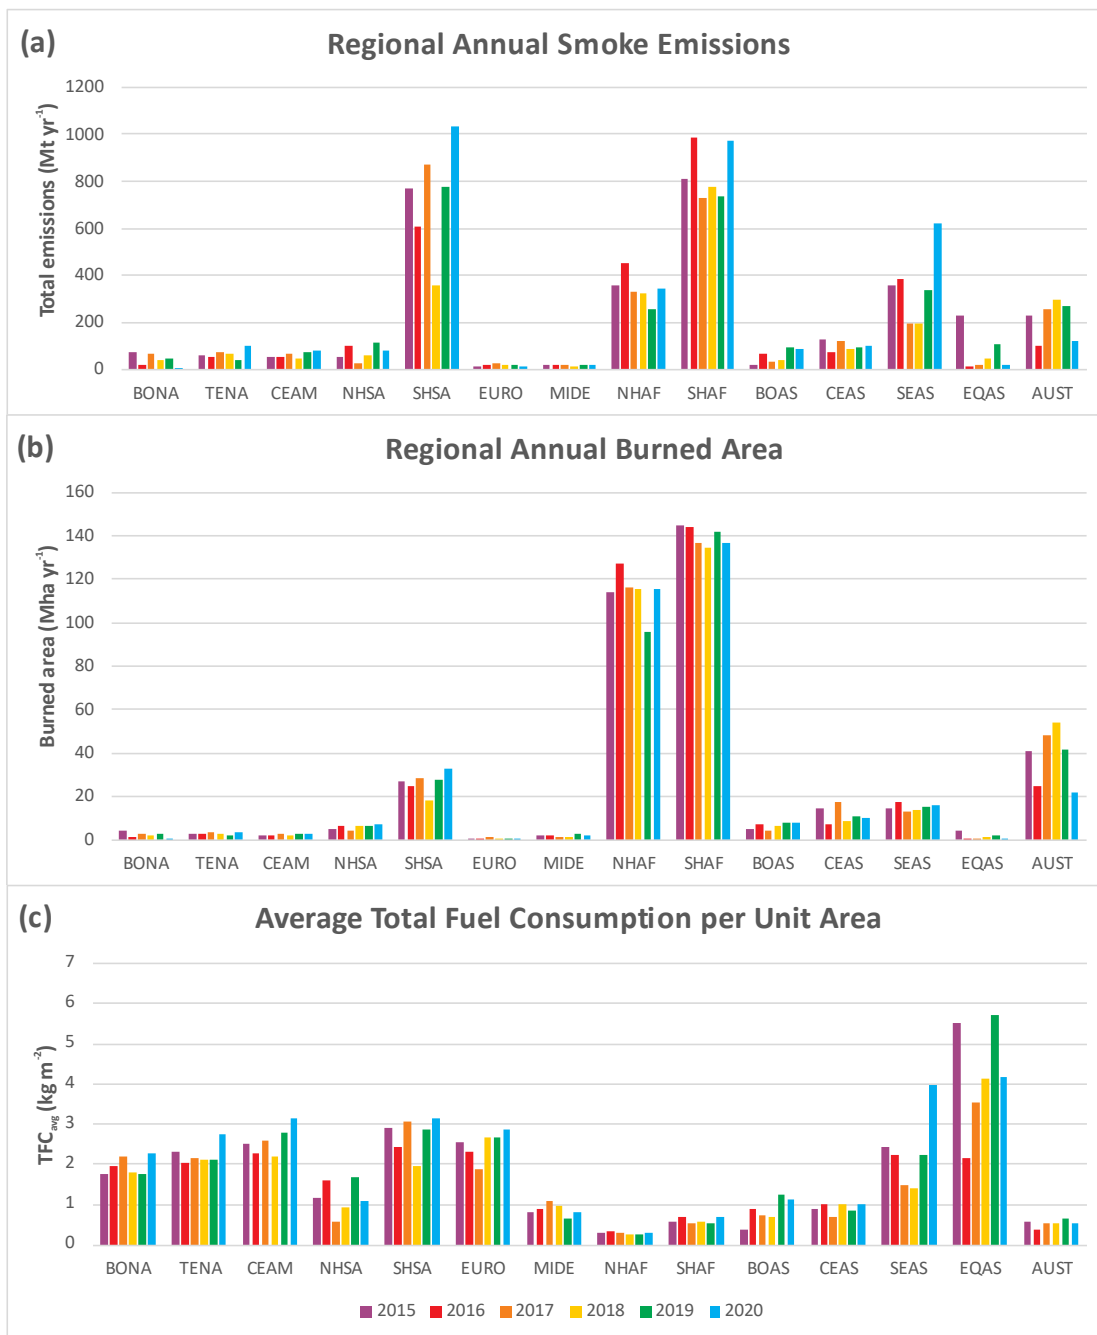 (a)
Regional Annual Smoke Emissions
Total emissions (Mt yr⁻¹)
1200
1000
800
600
400
200
0
BONA TENA CEAM NHSA SHSA EURO MIDE NHAF SHAF BOAS CEAS SEAS EQAS AUST
(b)
Regional Annual Burned Area
Burned area (Mha yr⁻¹)
160
140
120
100
80
60
40
20
0
BONA TENA CEAM NHSA SHSA EURO MIDE NHAF SHAF BOAS CEAS SEAS EQAS AUST
(c)
Average Total Fuel Consumption per Unit Area
TFCavg (kg m⁻²)
7
6
5
4
3
2
1
0
BONA TENA CEAM NHSA SHSA EURO MIDE NHAF SHAF BOAS CEAS SEAS EQAS AUST
2015 2016 2017 2018 2019 2020